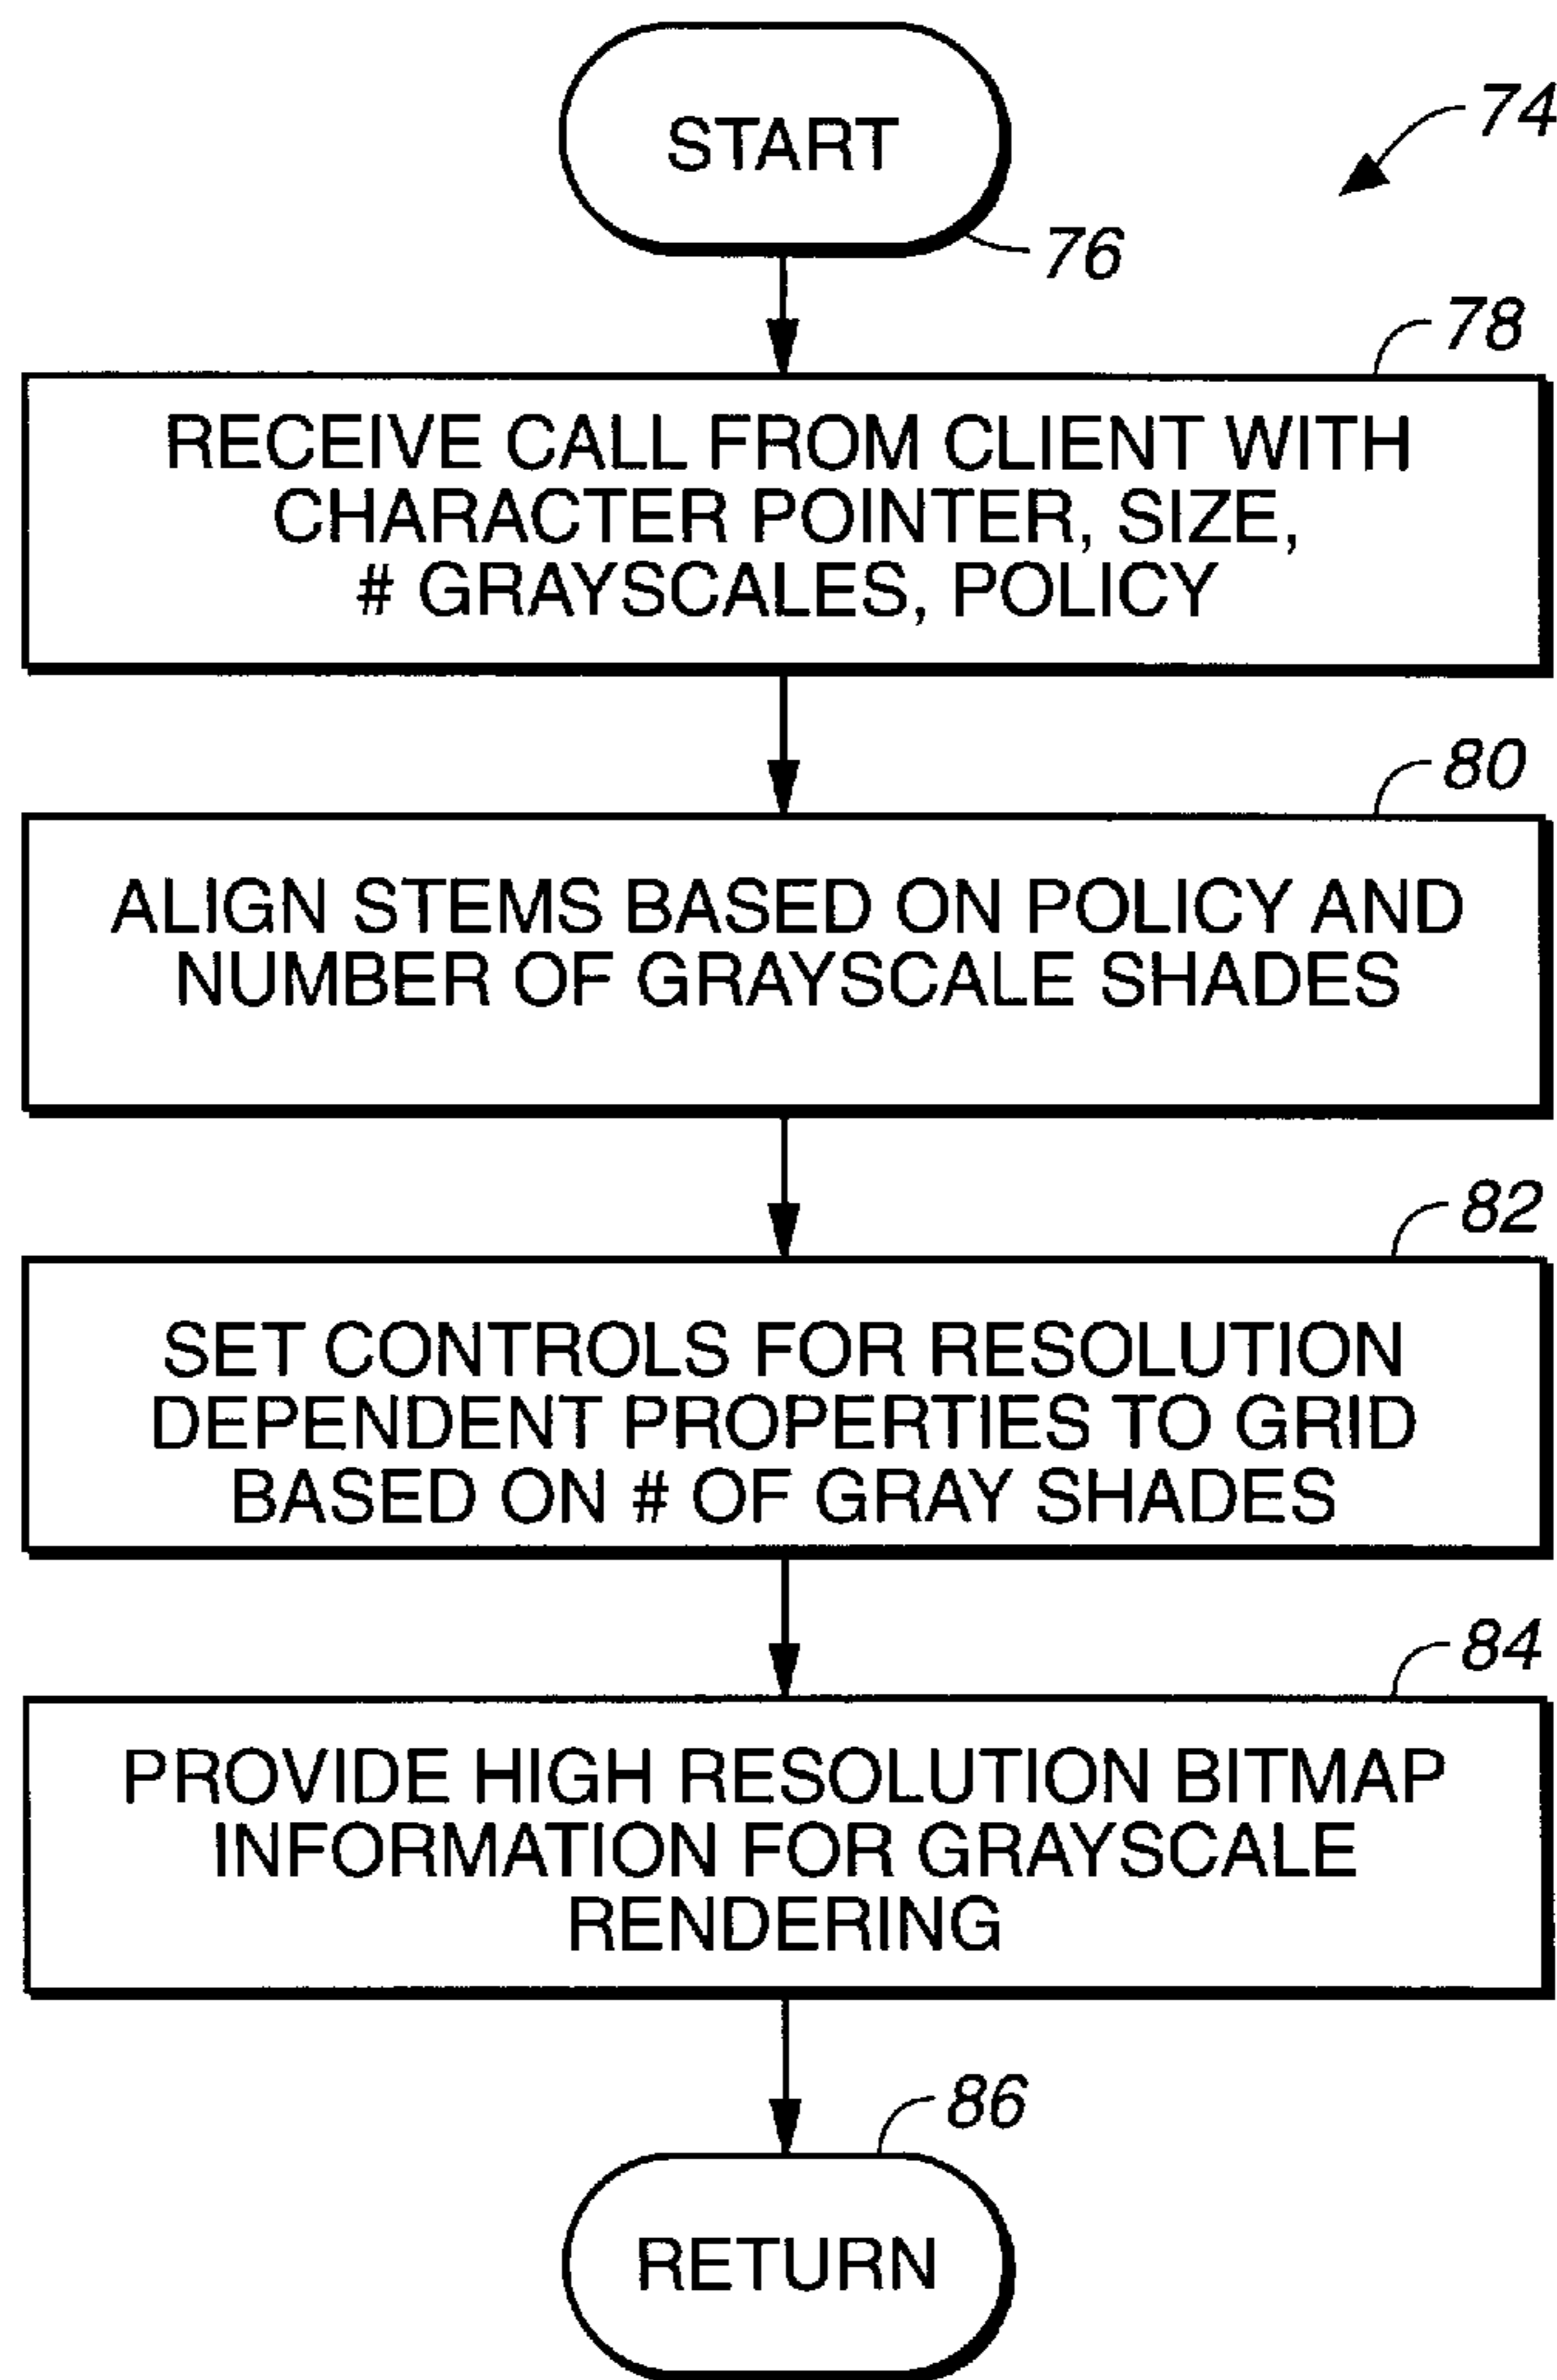 START
74
76
78
RECEIVE CALL FROM CLIENT WITH
CHARACTER POINTER, SIZE,
# GRAYSCALES, POLICY
80
ALIGN STEMS BASED ON POLICY AND
NUMBER OF GRAYSCALE SHADES
82
SET CONTROLS FOR RESOLUTION
DEPENDENT PROPERTIES TO GRID
BASED ON # OF GRAY SHADES
84
PROVIDE HIGH RESOLUTION BITMAP
INFORMATION FOR GRAYSCALE
RENDERING
86
RETURN